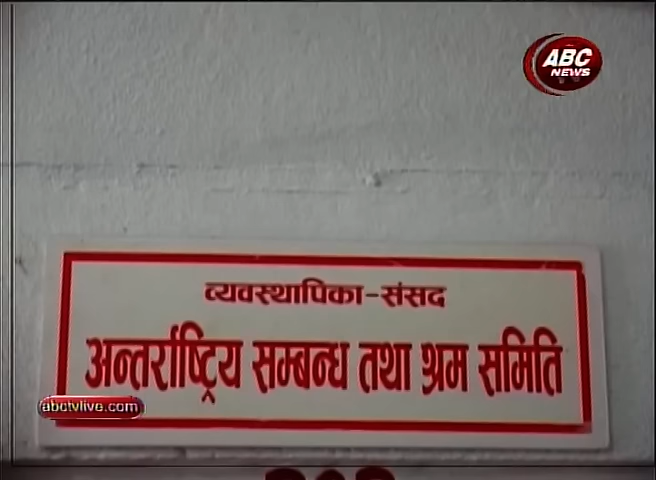 ABC
NEWS
व्यवस्थापिका-संसद
अन्तर्राष्ट्रिय सम्बन्ध तथा श्रम समिति
abctvlive.com